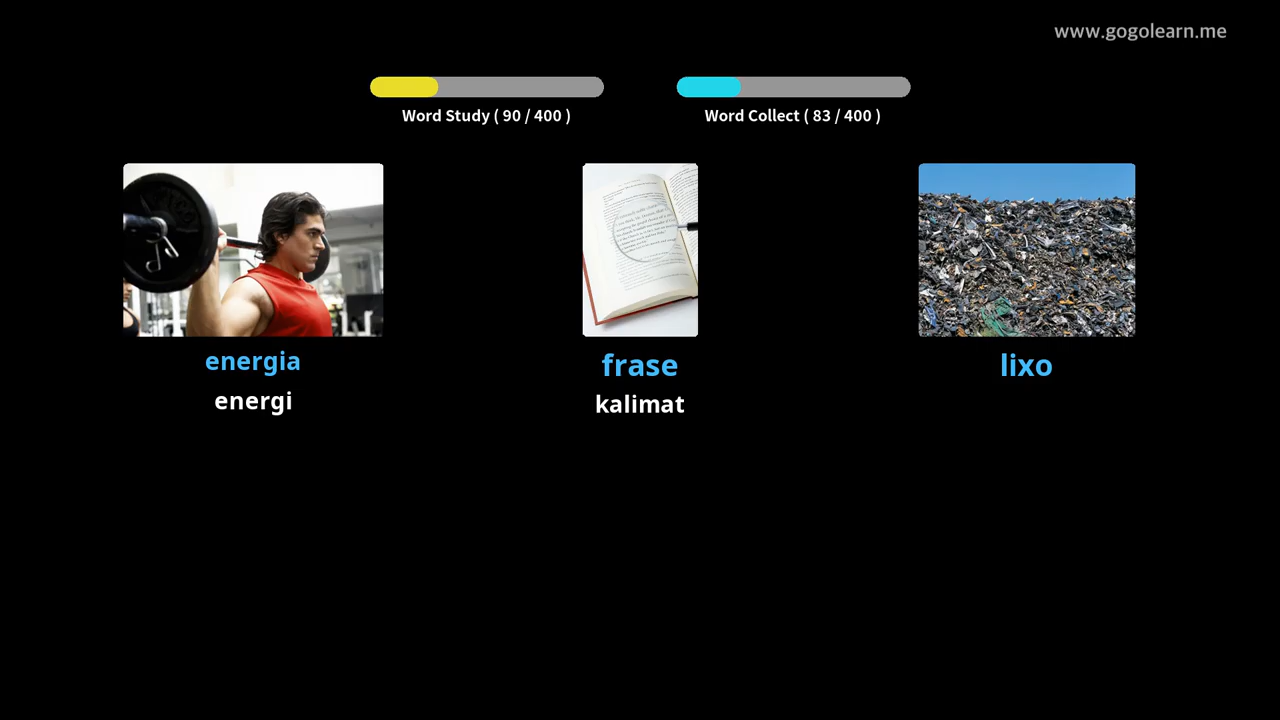 www.gogolearn.me
Word Study ( 90 / 400 )
Word Collect ( 83 / 400 )
energia
energi
frase
kalimat
lixo